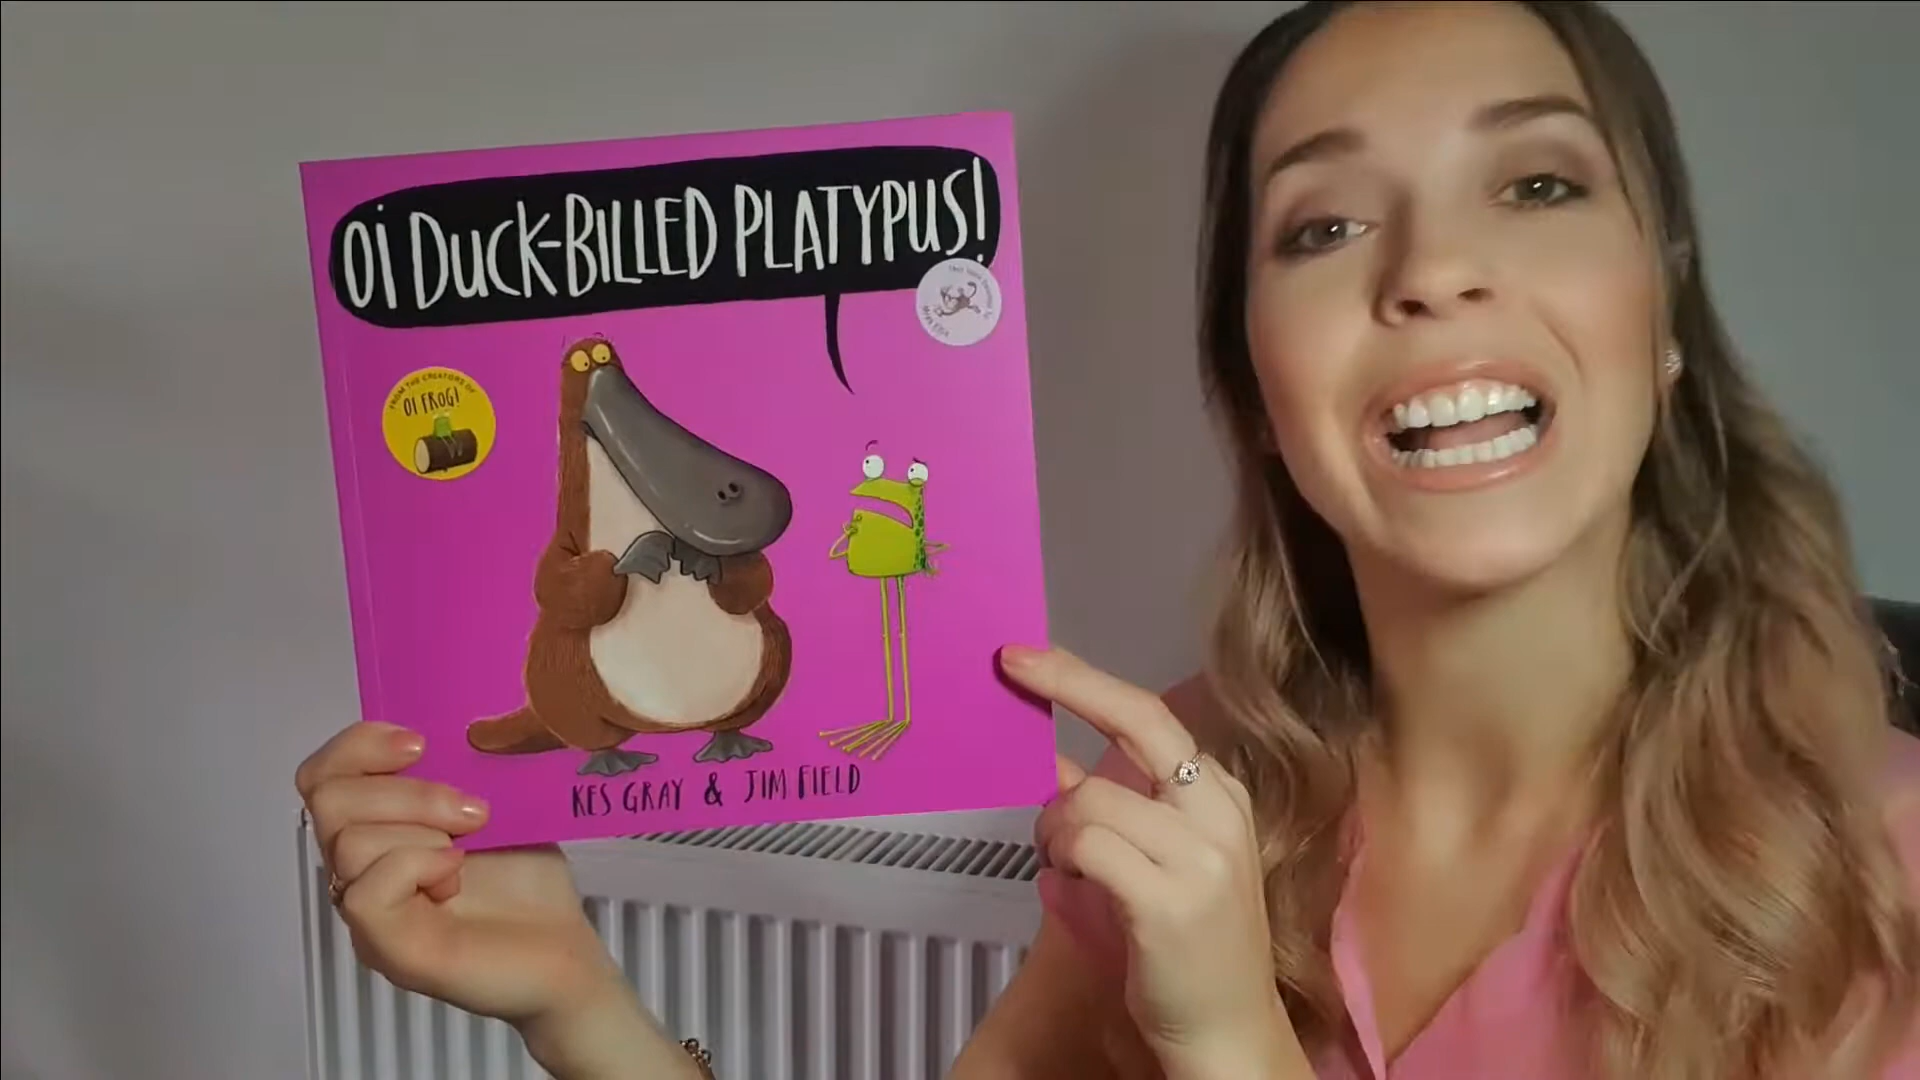 Oi DucK-BILLED PLATYPUS!
FROM THE CREATORS OF
OI FROG!
KES GRAY & JIM FIELD